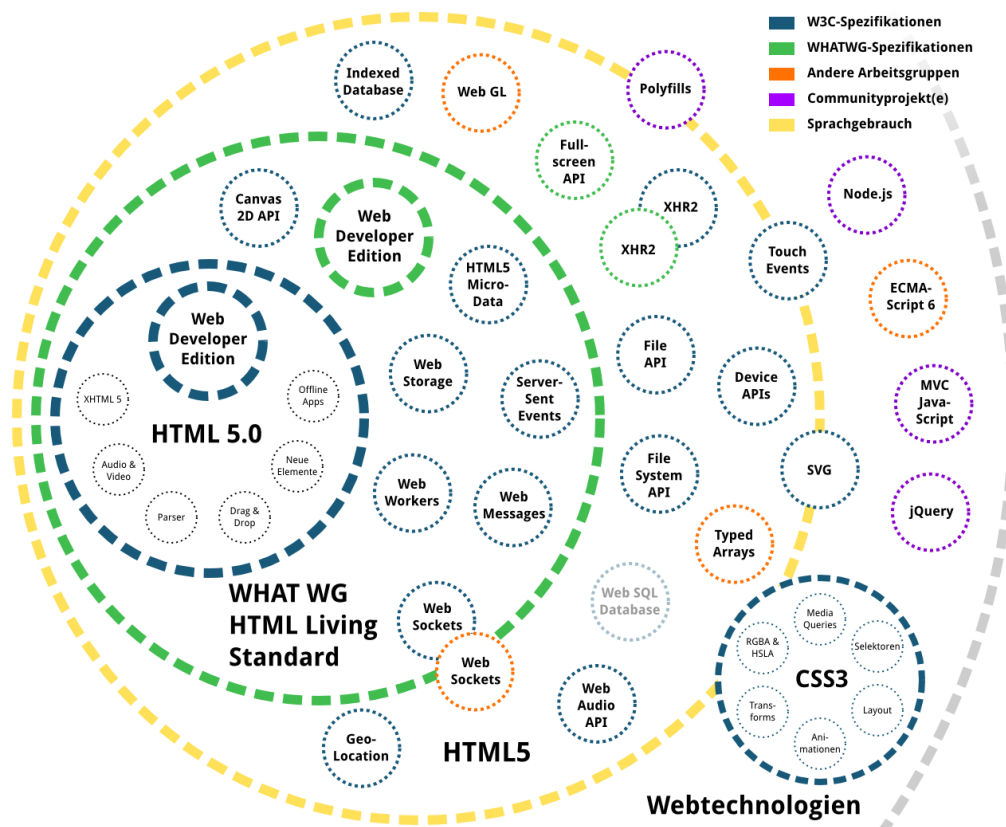 W3C-Spezifikationen
WHATWG-Spezifikationen
Andere Arbeitsgruppen
Communityprojekt(e)
Sprachgebrauch
Indexed
Database
Web GL
Polyfills
Full-
screen
API
Canvas
2D API
Web
Developer
Edition
XHR2
XHR2
Node.js
Touch
Events
HTML5
Micro-
Data
ECMA-
Script 6
Web
Developer
Edition
File
API
Web
Storage
Server-
Sent
Events
Device
APIs
MVC
Java-
Script
XHTML 5
Offline
Apps
HTML 5.0
Audio &
Video
Neue
Elemente
Parser
Drag &
Drop
Web
Workers
Web
Messages
File
System
API
SVG
jQuery
Typed
Arrays
WHAT WG
HTML Living
Standard
Web
Sockets
Web
Sockets
Web SQL
Database
Media
Queries
RGBA &
HSLA
Selektoren
CSS3
Trans-
forms
Layout
Ani-
mationen
Web
Audio
API
Geo-
Location
HTML5
Webtechnologien